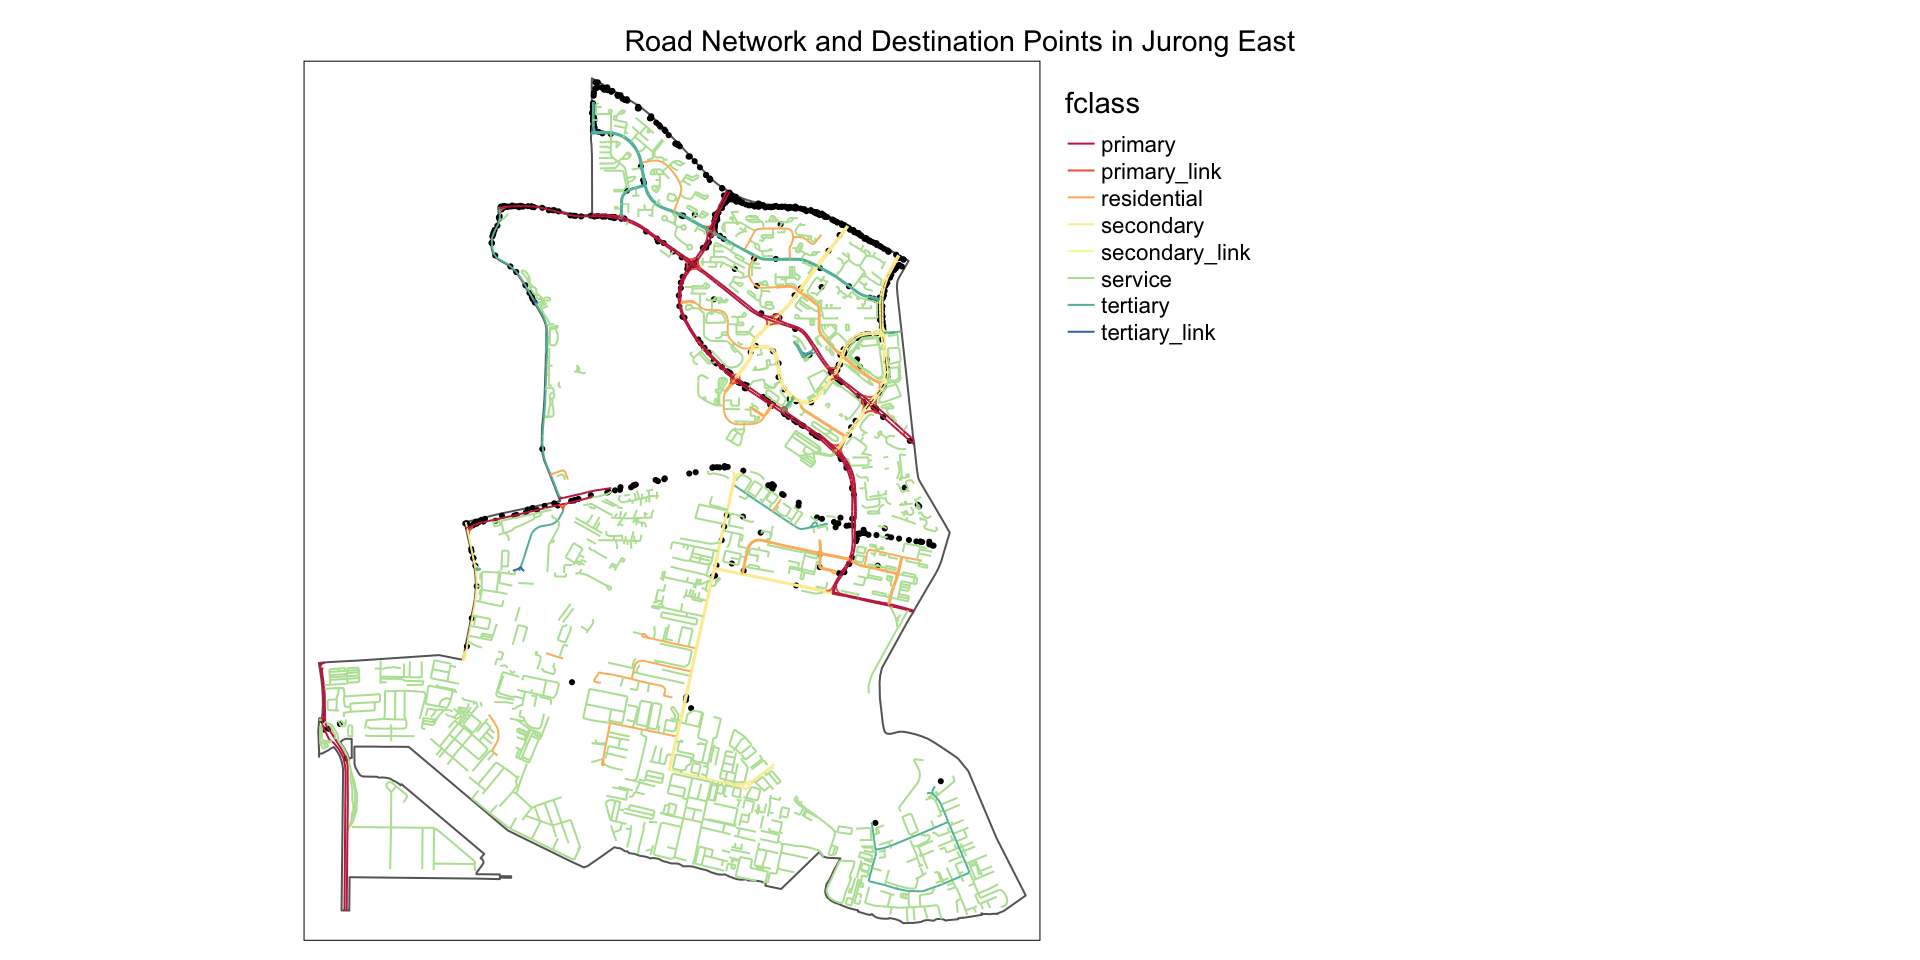 Road Network and Destination Points in Jurong East
fclass
primary
primary_link
residential
secondary
secondary_link
service
tertiary
tertiary_link